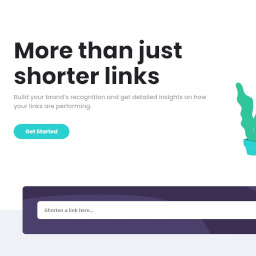 More than just
shorter links
Build your brand's recognition and get detailed insights on how
your links are performing.
Get Started
Shorten a link here...